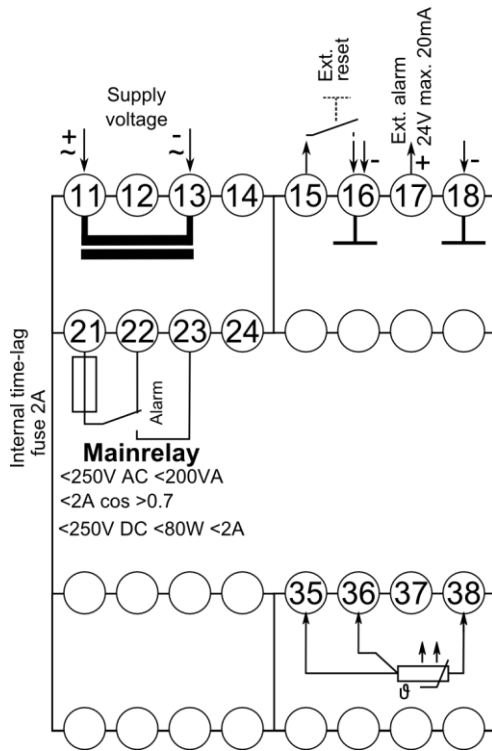 Supply
voltage
Ext.
reset
Ext. alarm
24V max. 20mA
+
~
-
~
-
+
-
11 12 13 14 15 16 17 18
21 22 23 24
Internal time-lag
fuse 2A
Alarm
Mainrelay
<250V AC <200VA
<2A cos >0.7
<250V DC <80W <2A
35 36 37 38
ϑ